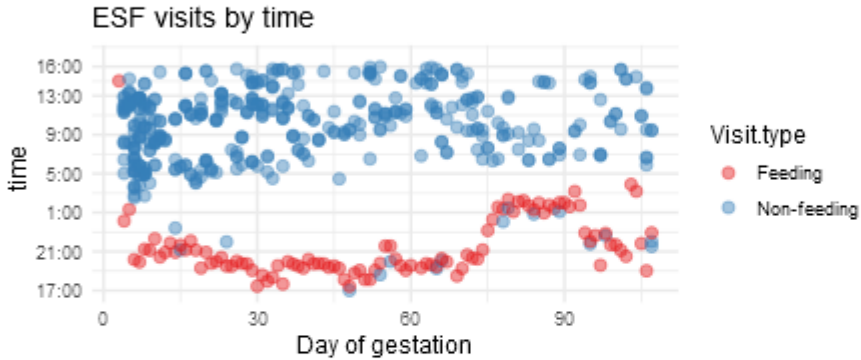 ESF visits by time
16:00
13:00
9:00
5:00
1:00
21:00
17:00
time
0
30
60
90
Day of gestation
Visit.type
Feeding
Non-feeding